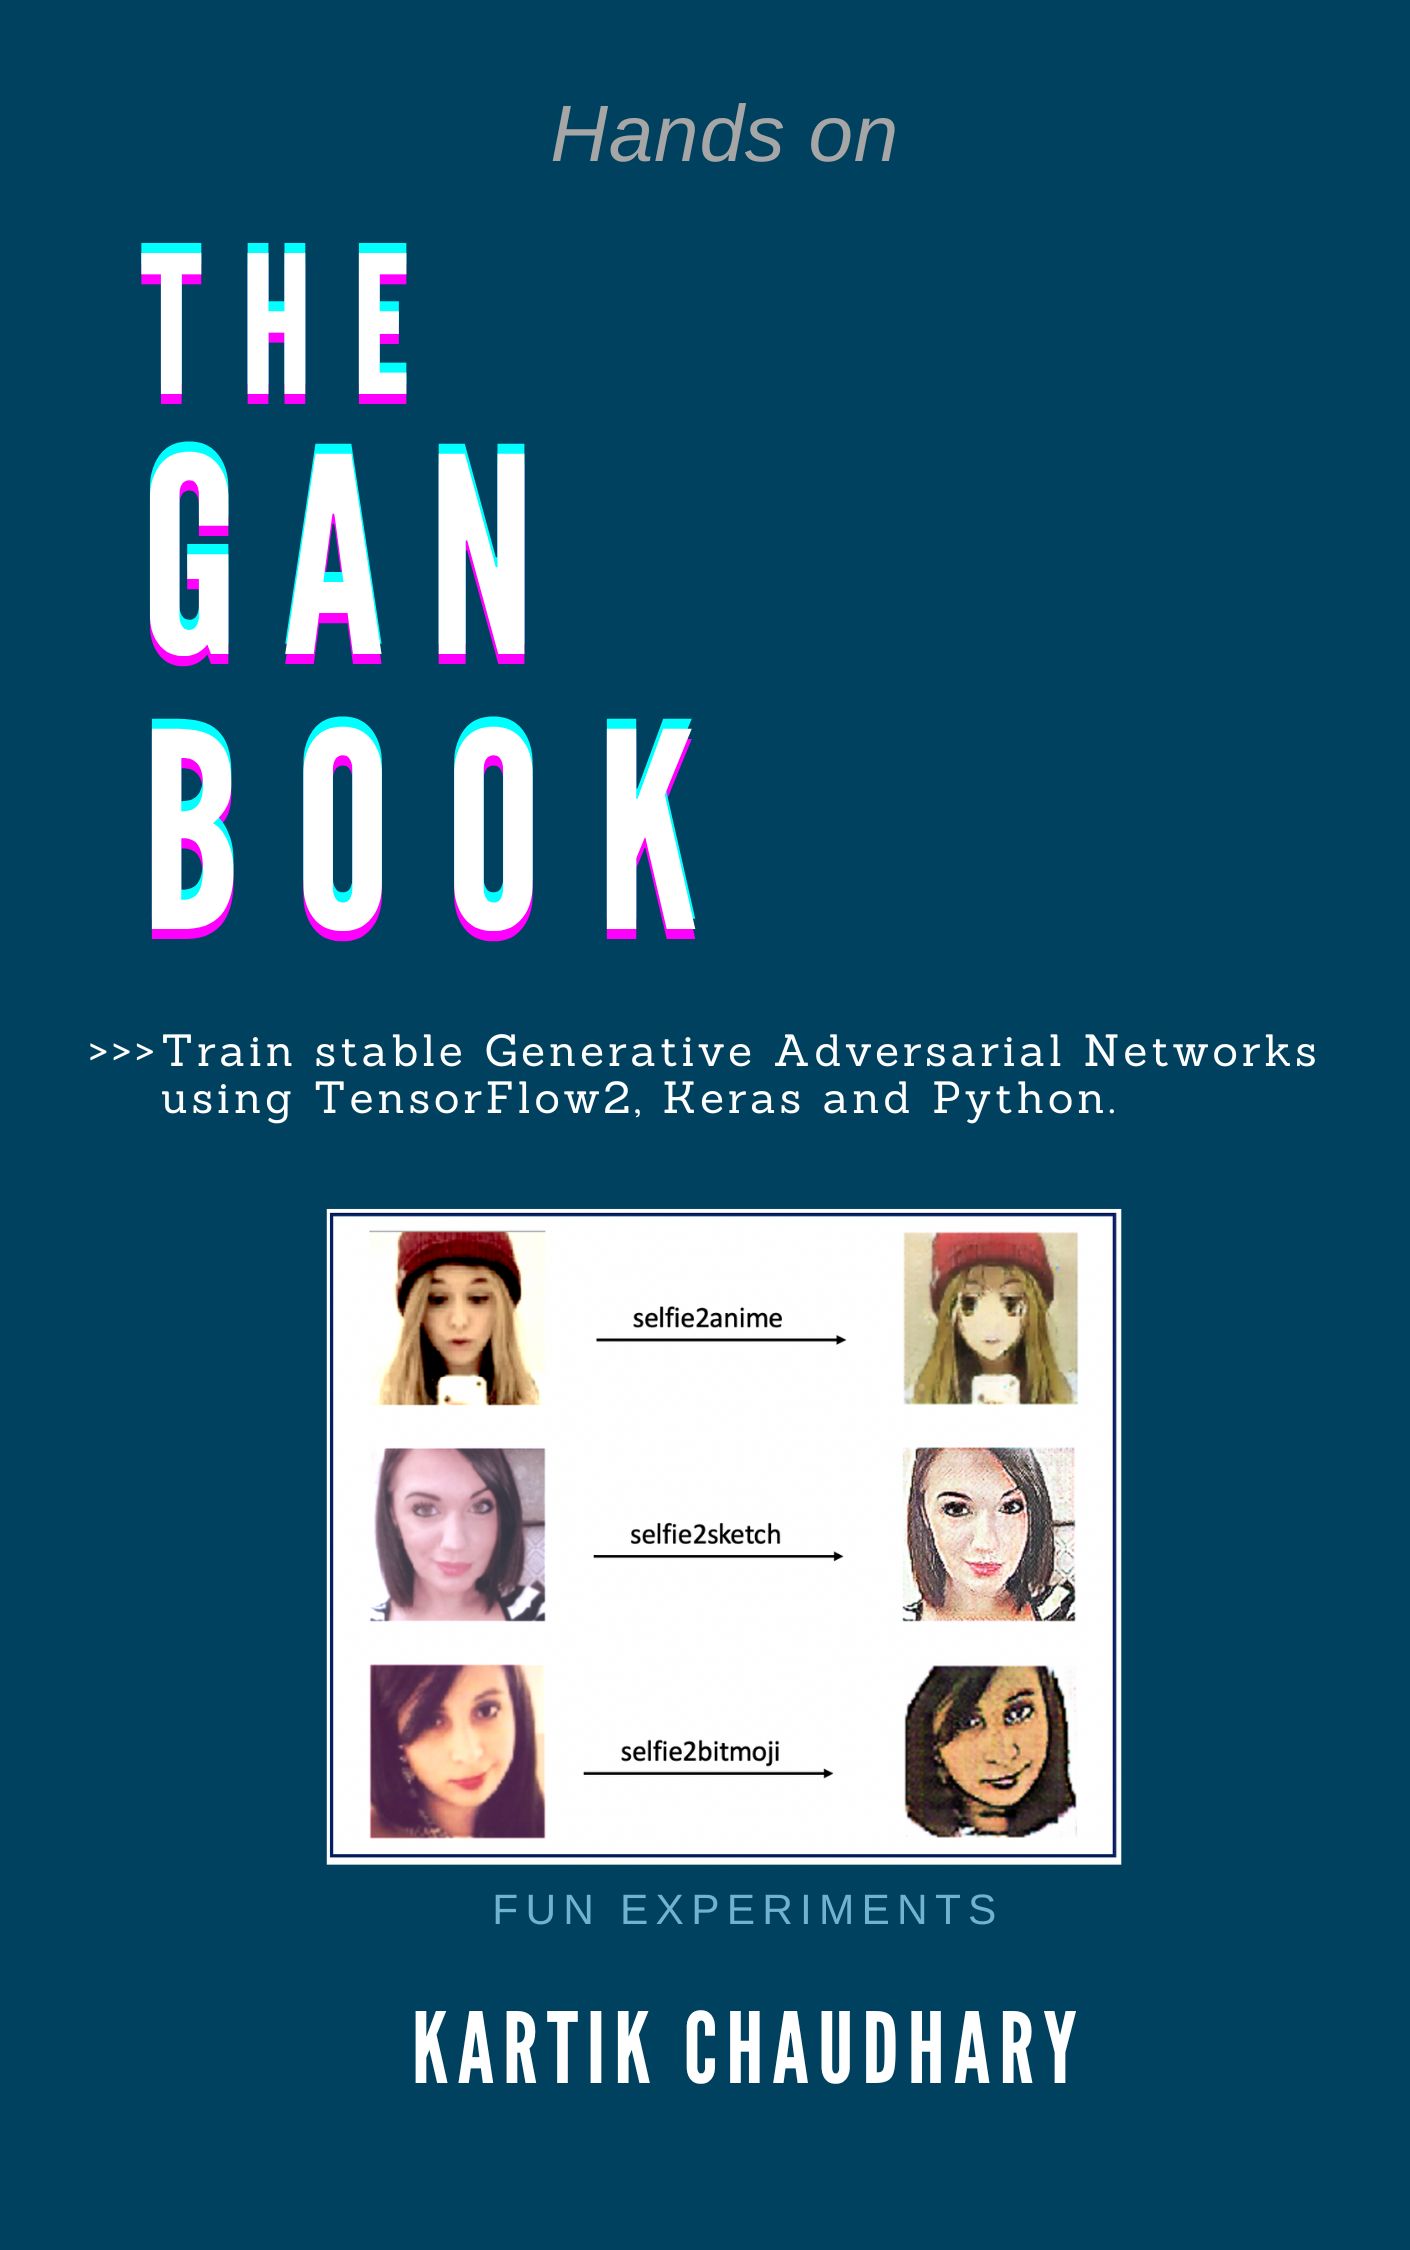 Hands on
THE
GAN
BOOK
>>>Train stable Generative Adversarial Networks
using TensorFlow2, Keras and Python.
selfie2anime
selfie2sketch
selfie2bitmoji
FUN EXPERIMENTS
KARTIK CHAUDHARY